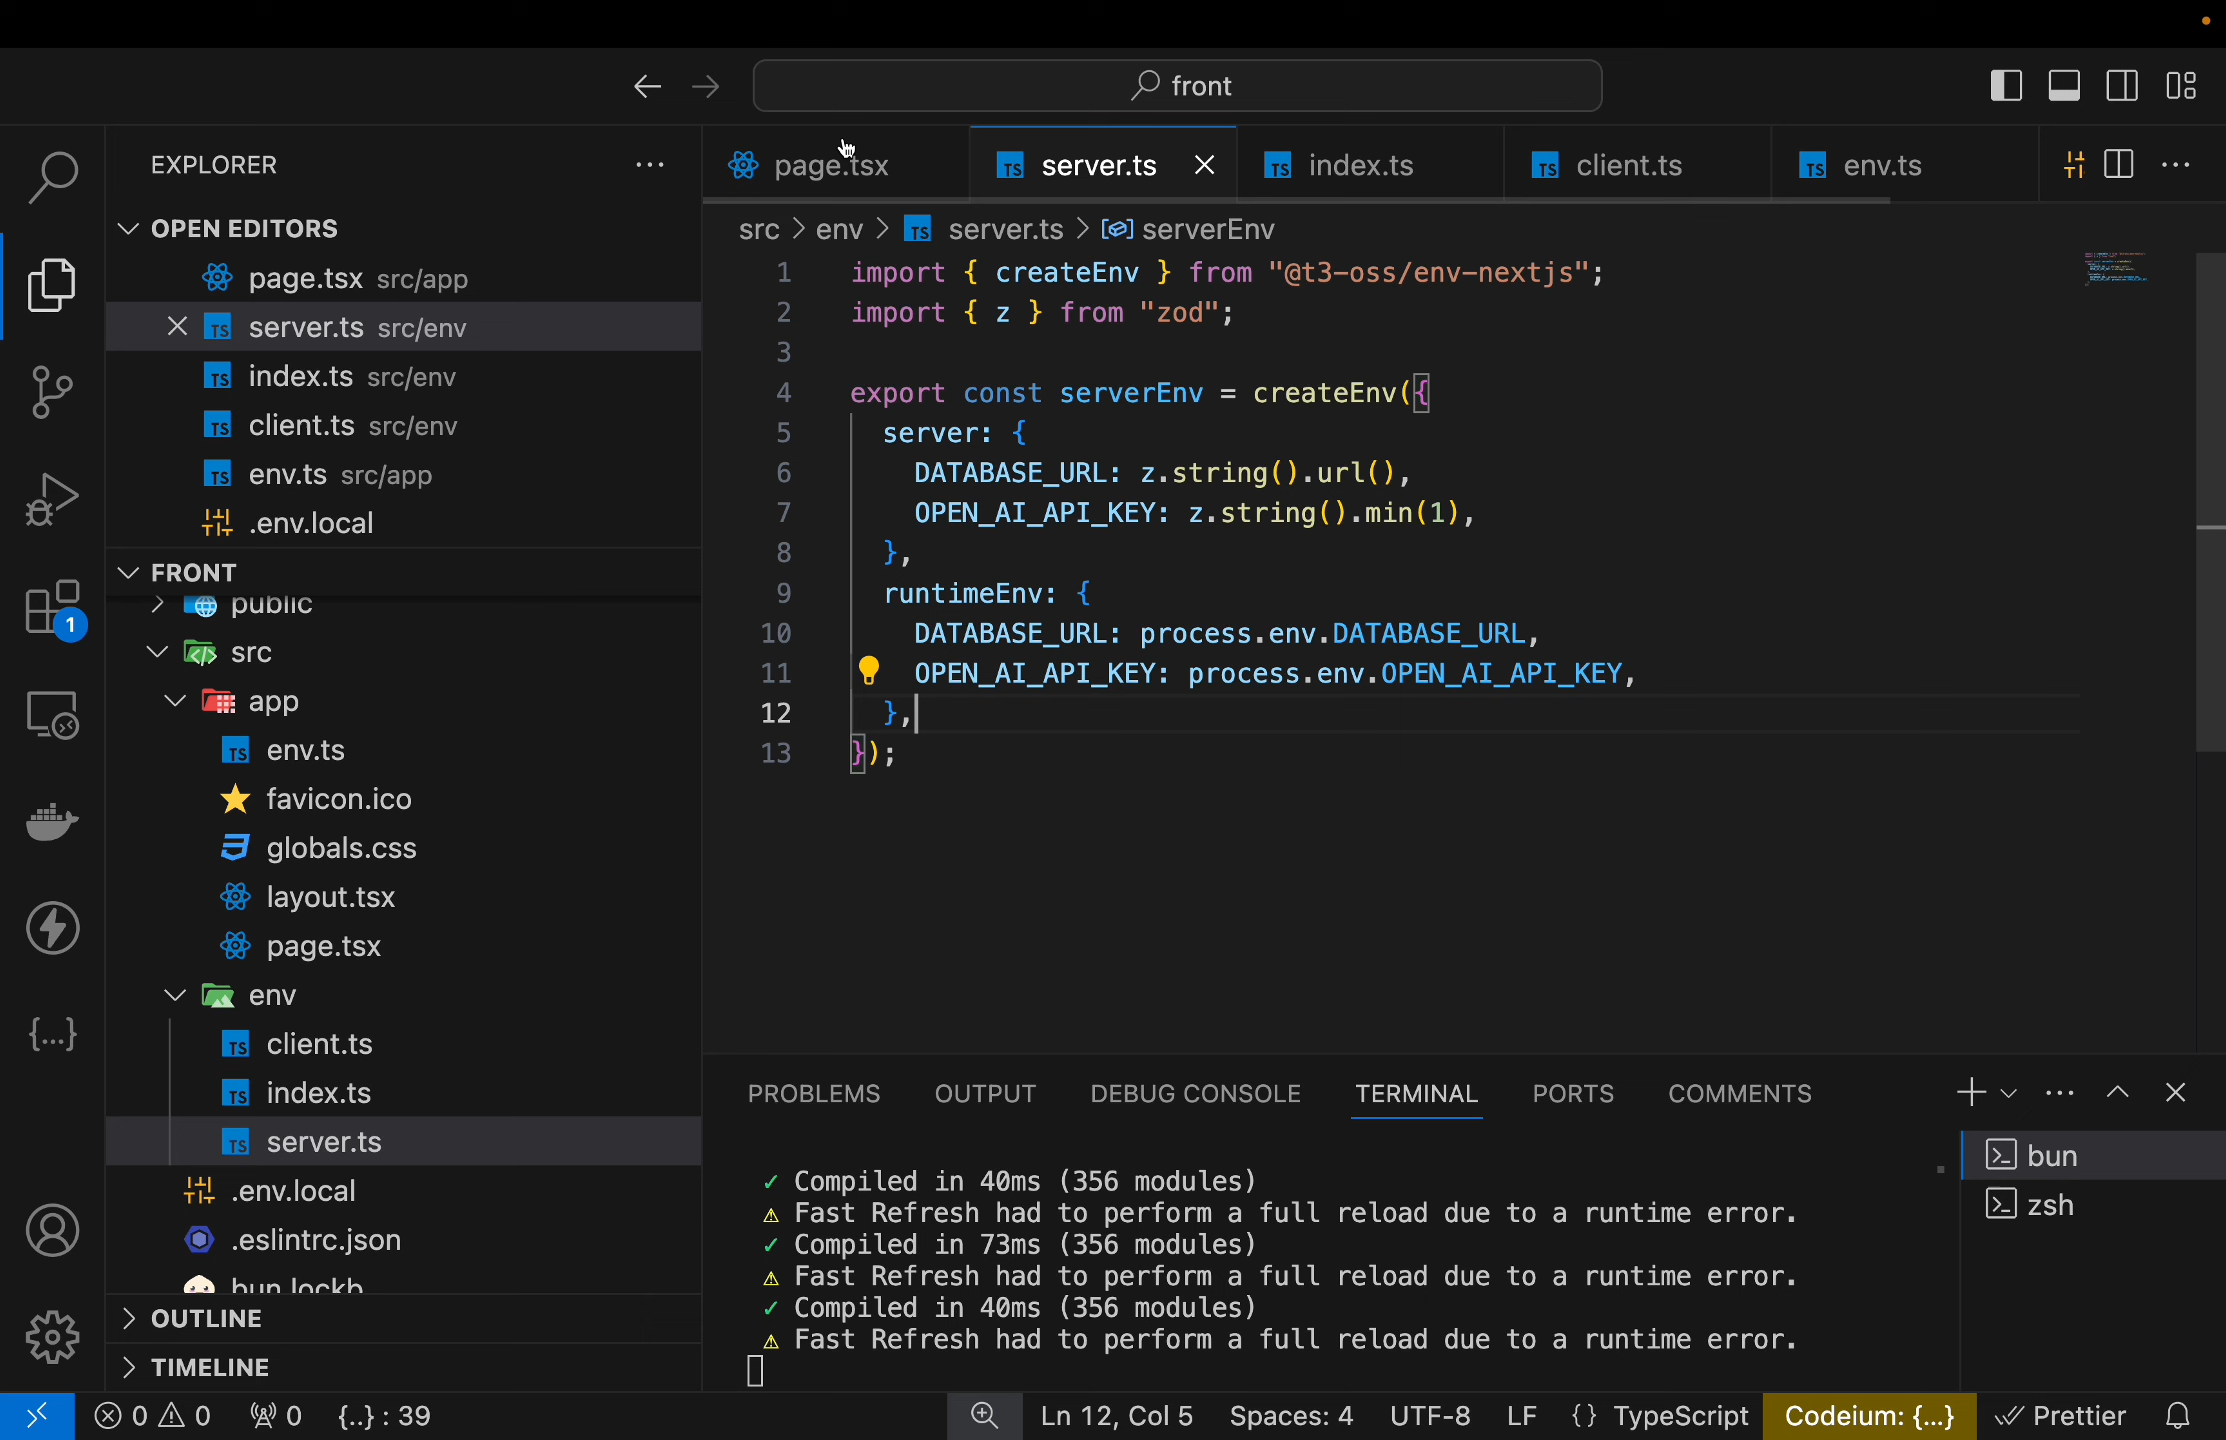 front
EXPLORER
OPEN EDITORS
page.tsx src/app
server.ts src/env
index.ts src/env
client.ts src/env
env.ts src/app
.env.local
FRONT
public
src
app
env.ts
favicon.ico
globals.css
layout.tsx
page.tsx
env
client.ts
index.ts
server.ts
.env.local
.eslintrc.json
bun.lockb
OUTLINE
TIMELINE
page.tsx
server.ts
index.ts
client.ts
env.ts
src > env > TS server.ts > serverEnv
1 import { createEnv } from "@t3-oss/env-nextjs";
2 import { z } from "zod";
3
4 export const serverEnv = createEnv({
5 server: {
6 DATABASE_URL: z.string().url(),
7 OPEN_AI_API_KEY: z.string().min(1),
8 },
9 runtimeEnv: {
10 DATABASE_URL: process.env.DATABASE_URL,
11 OPEN_AI_API_KEY: process.env.OPEN_AI_API_KEY,
12 },
13 });
PROBLEMS OUTPUT DEBUG CONSOLE TERMINAL PORTS COMMENTS
✓ Compiled in 40ms (356 modules)
⚠ Fast Refresh had to perform a full reload due to a runtime error.
✓ Compiled in 73ms (356 modules)
⚠ Fast Refresh had to perform a full reload due to a runtime error.
✓ Compiled in 40ms (356 modules)
⚠ Fast Refresh had to perform a full reload due to a runtime error.
bun
zsh
1
0 0 0 {..} : 39
Ln 12, Col 5 Spaces: 4 UTF-8 LF {} TypeScript Codeium: {...} Prettier